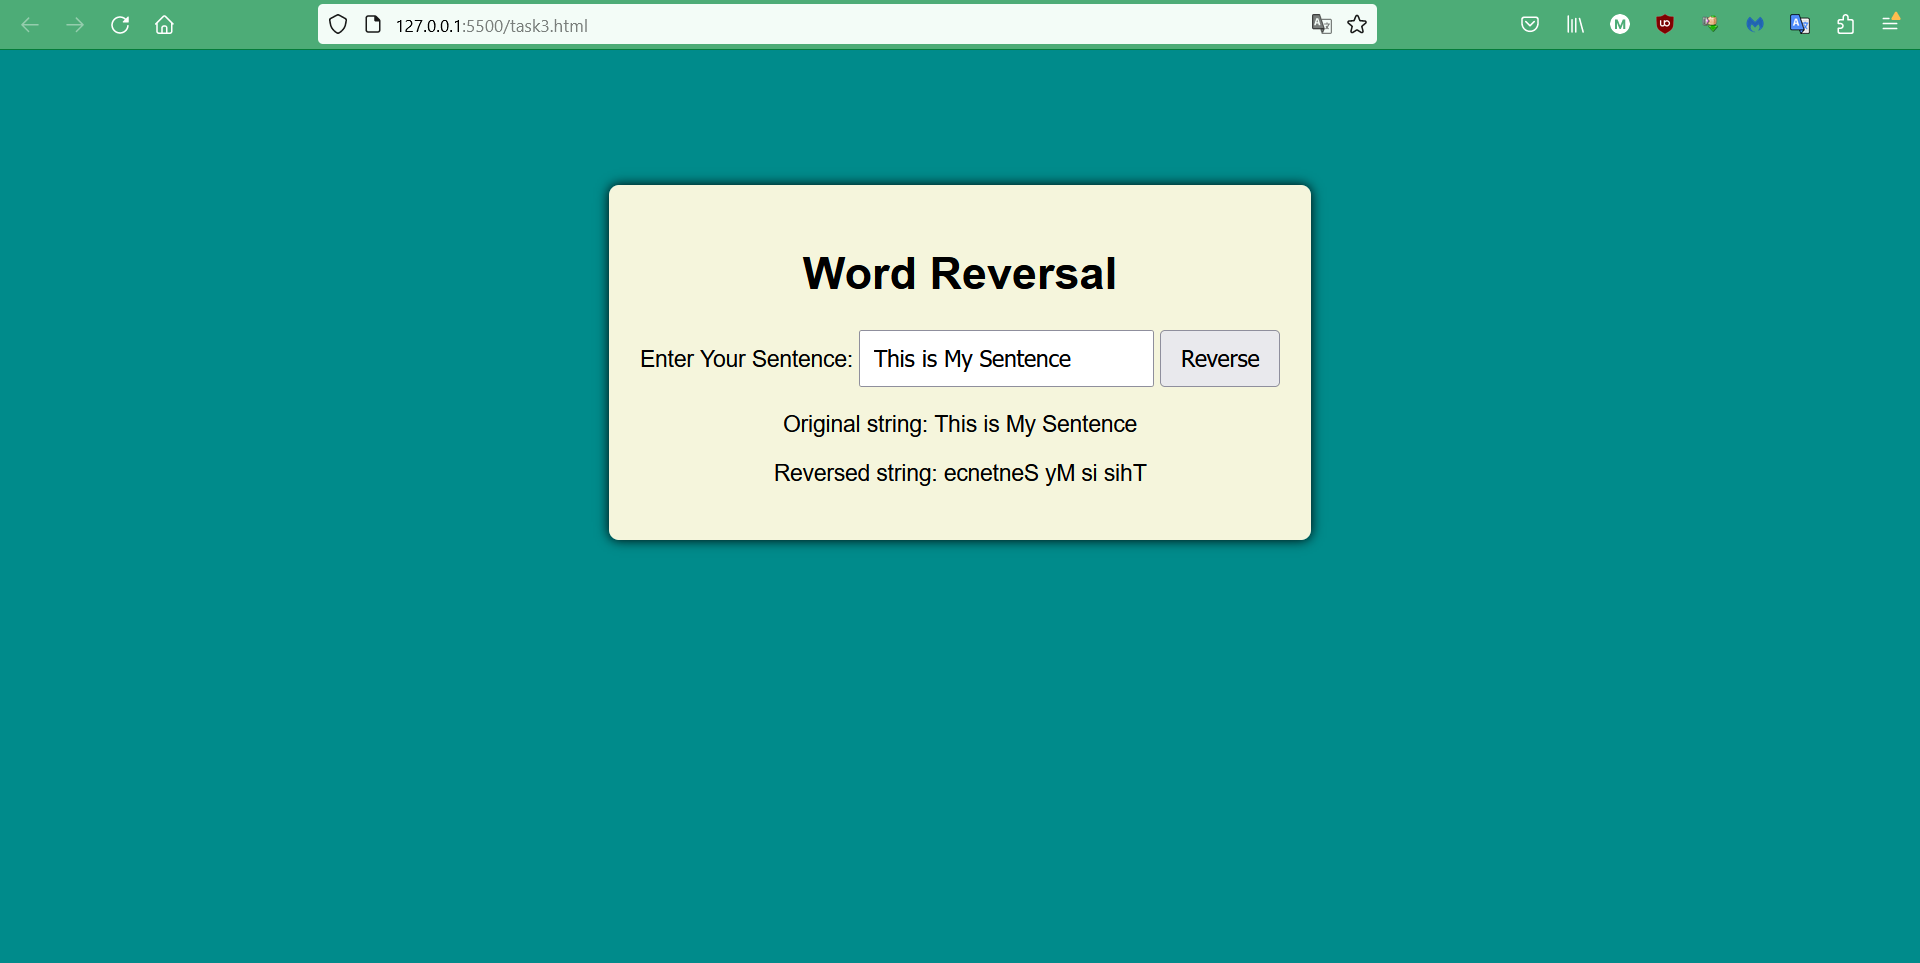 127.0.0.1:5500/task3.html
Word Reversal
Enter Your Sentence: This is My Sentence Reverse
Original string: This is My Sentence
Reversed string: ecnetneS yM si sihT